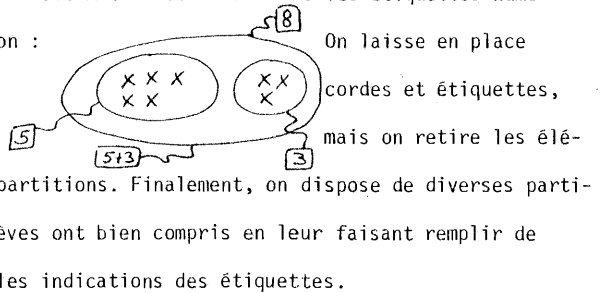 8
on : On laisse en place
cordes et étiquettes,
5
mais on retire les élé-
5+3
3
partitions. Finalement, on dispose de diverses parti-
èves ont bien compris en leur faisant remplir de
les indications des étiquettes.